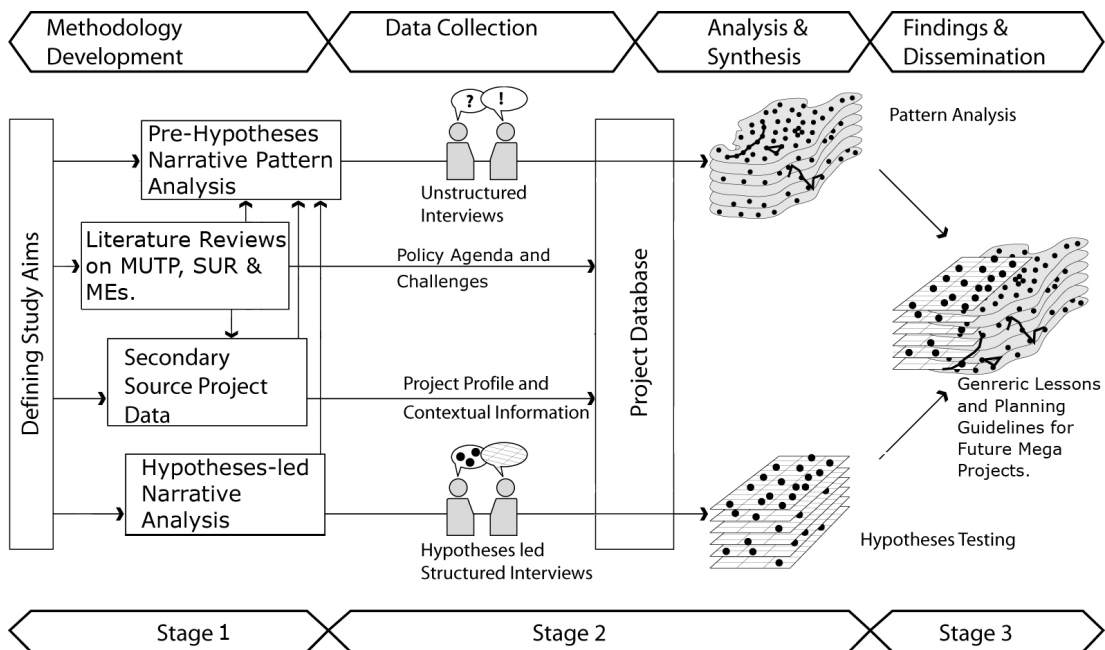 Methodology
Development
Data Collection
Analysis &
Synthesis
Findings &
Dissemination
Defining Study Aims
Pre-Hypotheses
Narrative Pattern
Analysis
? !
Unstructured
Interviews
Literature Reviews
on MUTP, SUR &
MEs.
Policy Agenda and
Challenges
Secondary
Source Project
Data
Project Profile and
Contextual Information
Hypotheses-led
Narrative
Analysis
Hypotheses led
Structured Interviews
Project Database
Pattern Analysis
Genreric Lessons
and Planning
Guidelines for
Future Mega
Projects.
Hypotheses Testing
Stage 1
Stage 2
Stage 3